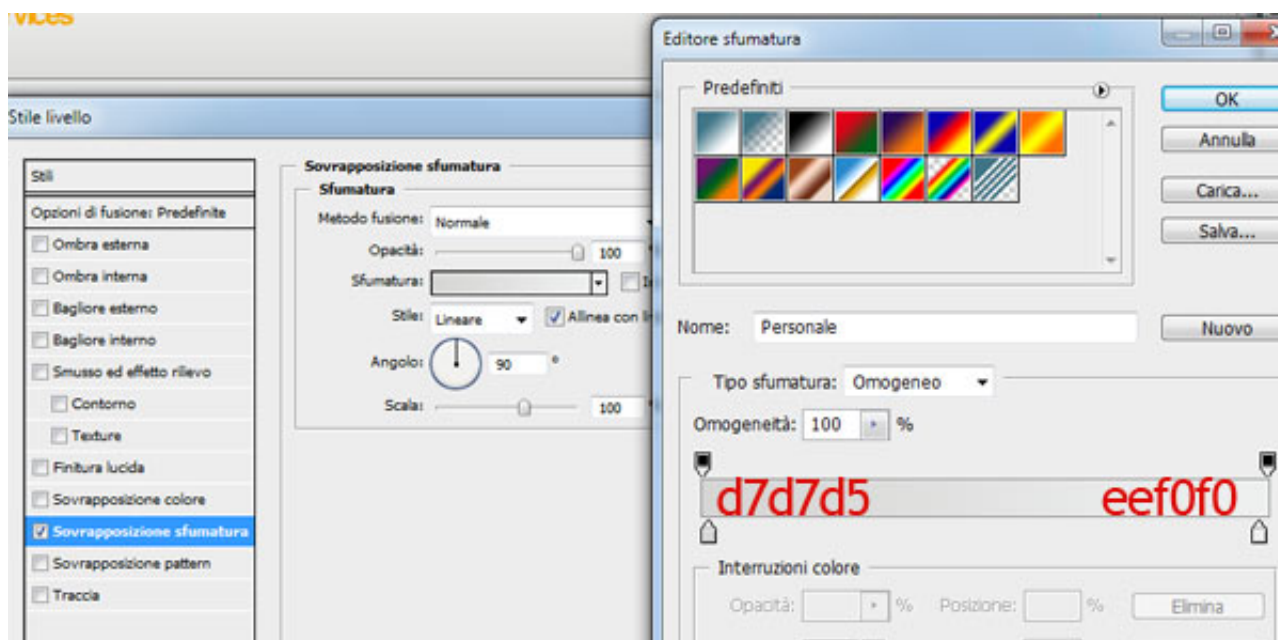 vices
Stile livello
Stili
Opzioni di fusione: Predefinite
Ombra esterna
Ombra interna
Bagliore esterno
Bagliore interno
Smusso ed effetto rilievo
Contorno
Texture
Finitura lucida
Sovrapposizione colore
Sovrapposizione sfumatura
Sovrapposizione pattern
Traccia
Sovrapposizione sfumatura
Sfumatura
Metodo fusione: Normale
Opacità: 100
Sfumatura:
Stile: Lineare Allinea con
Angolo: 90 °
Scala: 100
Editore sfumatura
Predefiniti
OK
Annulla
Carica...
Salva...
Nome: Personale
Nuovo
Tipo sfumatura: Omogeneo
Omogeneità: 100 %
d7d7d5 eef0f0
Interruzioni colore
Opacità: % Posizione: % Elimina